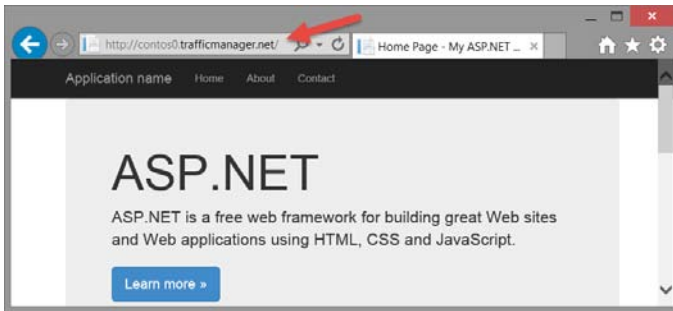 http://contos0.trafficmanager.net/
Home Page - My ASP.NET ...
Application name Home About Contact
ASP.NET
ASP.NET is a free web framework for building great Web sites
and Web applications using HTML, CSS and JavaScript.
Learn more »